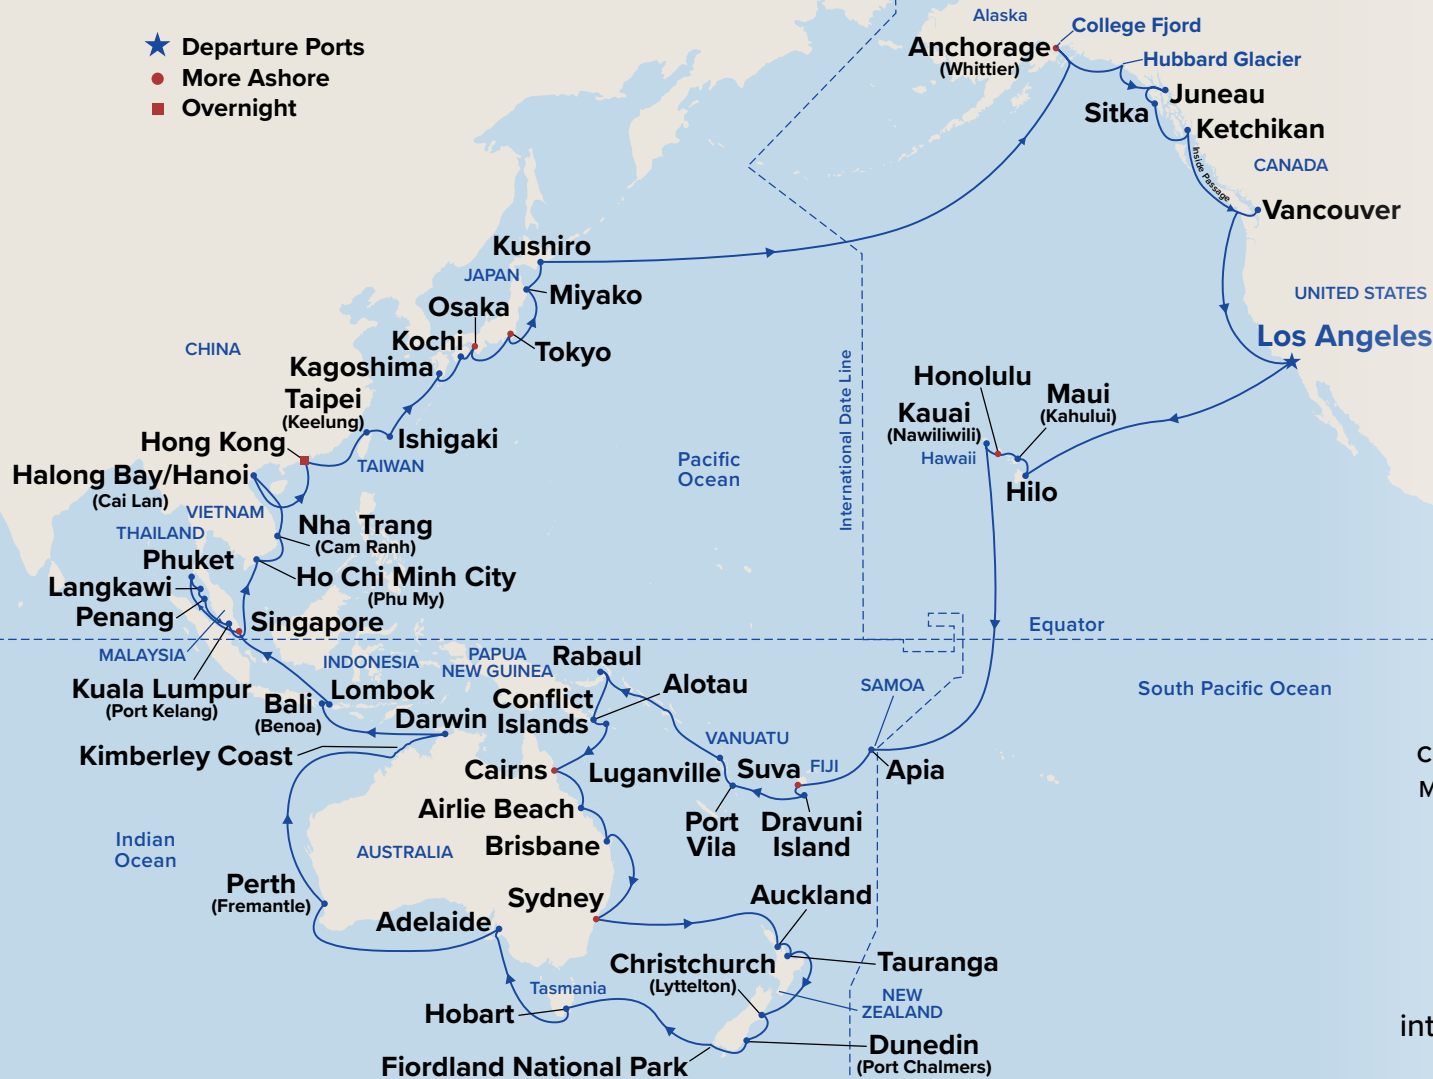 Departure Ports
More Ashore
Overnight
Alaska
College Fjord
Anchorage
(Whittier)
Hubbard Glacier
Juneau
Sitka
Ketchikan
Inside Passage
CANADA
Vancouver
UNITED STATES
Los Angeles
Kushiro
JAPAN
Miyako
Osaka
Kochi
Tokyo
CHINA
Kagoshima
Taipei
(Keelung)
Ishigaki
Hong Kong
TAIWAN
Halong Bay/Hanoi
(Cai Lan)
VIETNAM
Nha Trang
(Cam Ranh)
THAILAND
Phuket
Ho Chi Minh City
(Phu My)
Langkawi
Penang
Singapore
MALAYSIA
Kuala Lumpur
(Port Kelang)
INDONESIA
Bali
(Benoa)
Lombok
Darwin
Kimberley Coast
International Date Line
Pacific
Ocean
Honolulu
Maui
(Kahului)
Kauai
(Nawiliwili)
Hawaii
Hilo
Equator
South Pacific Ocean
PAPUA
NEW GUINEA
Rabaul
Conflict
Islands
Alotau
SAMOA
VANUATU
Luganville
Suva
FIJI
Apia
Port
Vila
Dravuni
Island
Cairns
Airlie Beach
Brisbane
Indian
Ocean
AUSTRALIA
Perth
(Fremantle)
Sydney
Adelaide
Auckland
Tauranga
Christchurch
(Lyttelton)
NEW
ZEALAND
Tasmania
Hobart
Dunedin
(Port Chalmers)
Fiordland National Park
C
M
int